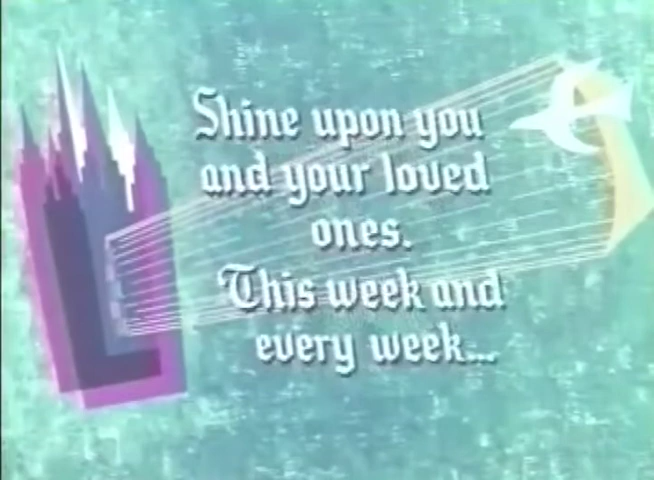 Shine upon you
and your loved
ones.
This week and
every week...